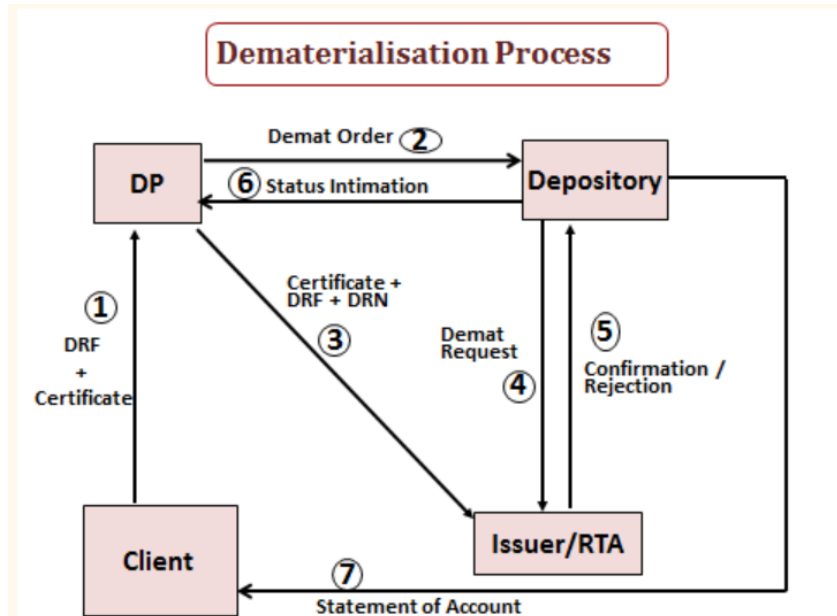 Dematerialisation Process
Demat Order 2
DP
Depository
6 Status Intimation
1
DRF
+
Certificate
Certificate +
DRF + DRN
3
Demat
Request
4
5
Confirmation /
Rejection
Client
Issuer/RTA
7
Statement of Account